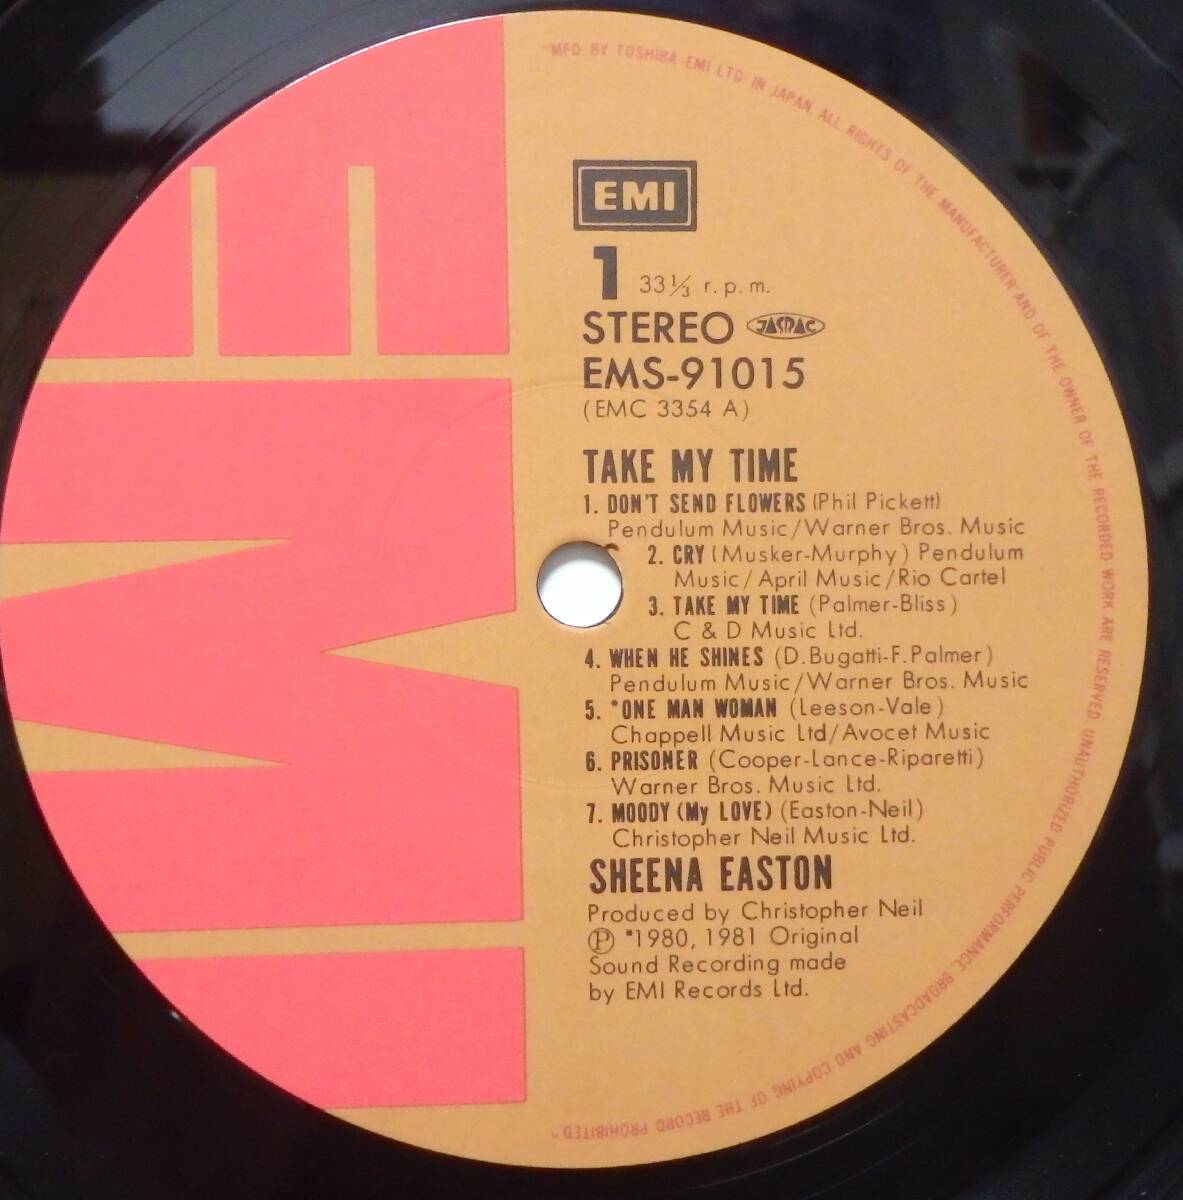 "MFD. BY TOSHIBA-EMI LTD. IN JAPAN ALL RIGHTS OF THE MANUFACTURER AND OF THE OWNER OF THE RECORDED WORK ARE RESERVED UNAUTHORIZED PUBLIC PERFORMANCE, BROADCASTING AND COPYING OF THE RECORD PROHIBITED"
EMI
EMI
1 33⅓ r.p.m.
STEREO JASRAC
EMS-91015
(EMC 3354 A)
TAKE MY TIME
1. DON'T SEND FLOWERS (Phil Pickett)
Pendulum Music/Warner Bros. Music
2. CRY (Musker-Murphy) Pendulum
Music/April Music/Rio Cartel
3. TAKE MY TIME (Palmer-Bliss)
C & D Music Ltd.
4. WHEN HE SHINES (D.Bugatti-F.Palmer)
Pendulum Music/Warner Bros. Music
5. *ONE MAN WOMAN (Leeson-Vale)
Chappell Music Ltd/Avocet Music
6. PRISONER (Cooper-Lance-Riparetti)
Warner Bros. Music Ltd.
7. MOODY (My LOVE) (Easton-Neil)
Christopher Neil Music Ltd.
SHEENA EASTON
Produced by Christopher Neil
Ⓟ *1980, 1981 Original
Sound Recording made
by EMI Records Ltd.